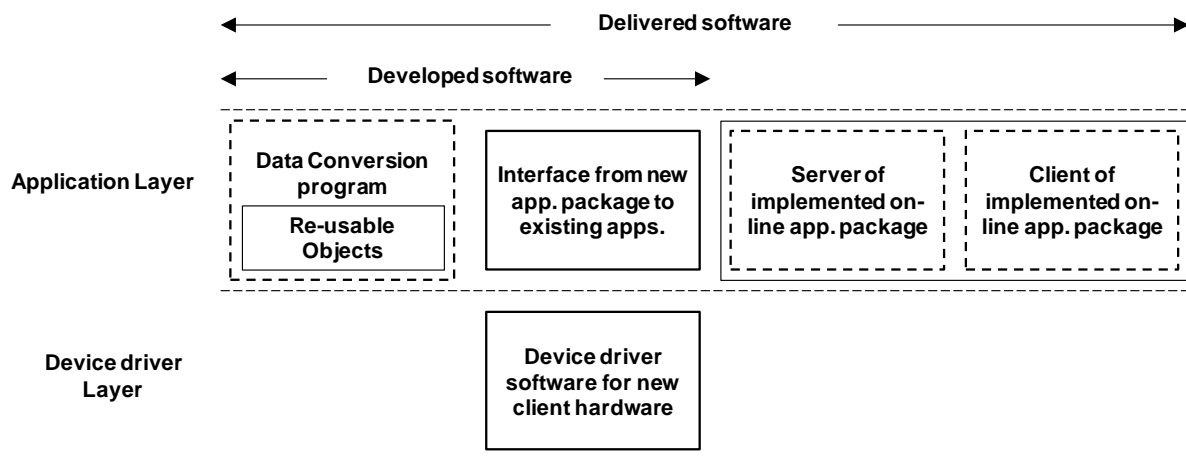 Delivered software
Developed software
Application Layer
Data Conversion
program
Re-usable
Objects
Interface from new
app. package to
existing apps.
Server of
implemented on-
line app. package
Client of
implemented on-
line app. package
Device driver
Layer
Device driver
software for new
client hardware